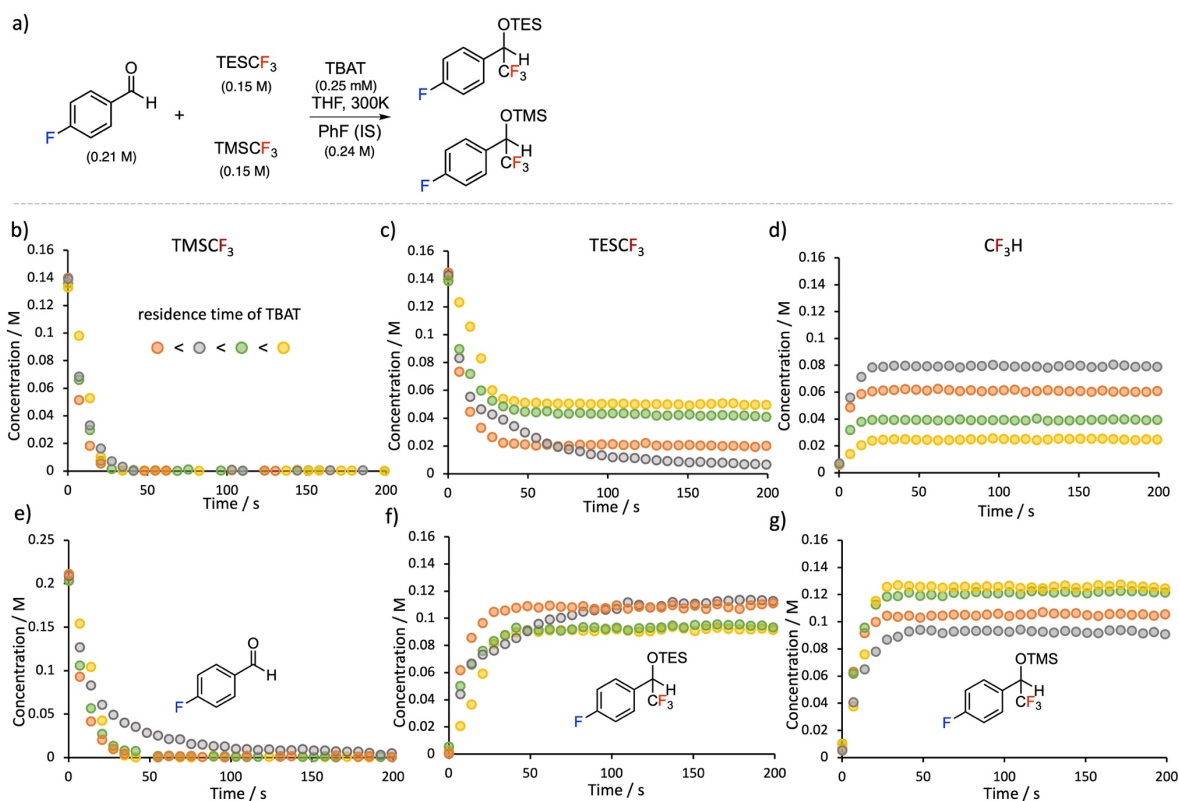 a)
OTES
H
CF3
F
O
H
F
(0.21 M)
+
TESCF3
(0.15 M)
TMSCF3
(0.15 M)
TBAT
(0.25 mM)
THF, 300K
PhF (IS)
(0.24 M)
OTMS
H
CF3
F
b)
TMSCF3
residence time of TBAT
< < <
Concentration / M
0.16
0.14
0.12
0.1
0.08
0.06
0.04
0.02
0
0 50 100 150 200
Time / s
c)
TESCF3
Concentration / M
0.16
0.14
0.12
0.1
0.08
0.06
0.04
0.02
0
0 50 100 150 200
Time / s
d)
CF3H
Concentration / M
0.16
0.14
0.12
0.1
0.08
0.06
0.04
0.02
0
0 50 100 150 200
Time / s
e)
Concentration / M
0.25
0.2
0.15
0.1
0.05
0
O
H
F
0 50 100 150 200
Time / s
f)
Concentration / M
0.16
0.14
0.12
0.1
0.08
0.06
0.04
0.02
0
OTES
H
CF3
F
0 50 100 150 200
Time / s
g)
Concentration / M
0.16
0.14
0.12
0.1
0.08
0.06
0.04
0.02
0
OTMS
H
CF3
F
0 50 100 150 200
Time / s